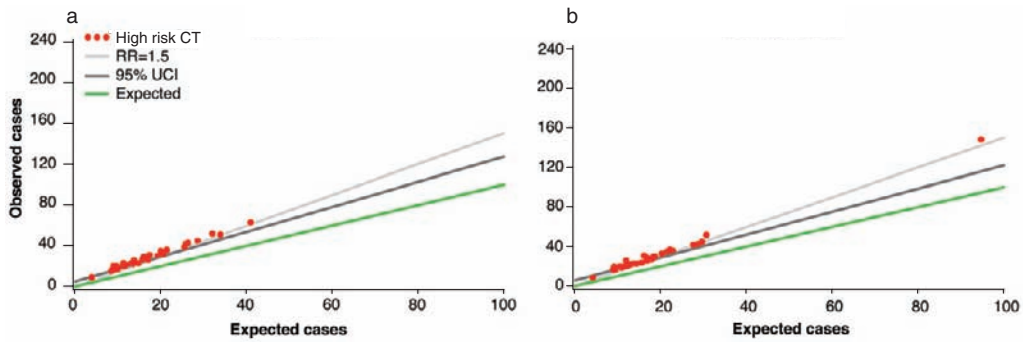 a
240
200
160
120
80
40
0
Observed cases
High risk CT
RR=1.5
95% UCI
Expected
0 20 40 60 80 100
Expected cases
b
240
200
160
120
80
40
0
0 20 40 60 80 100
Expected cases